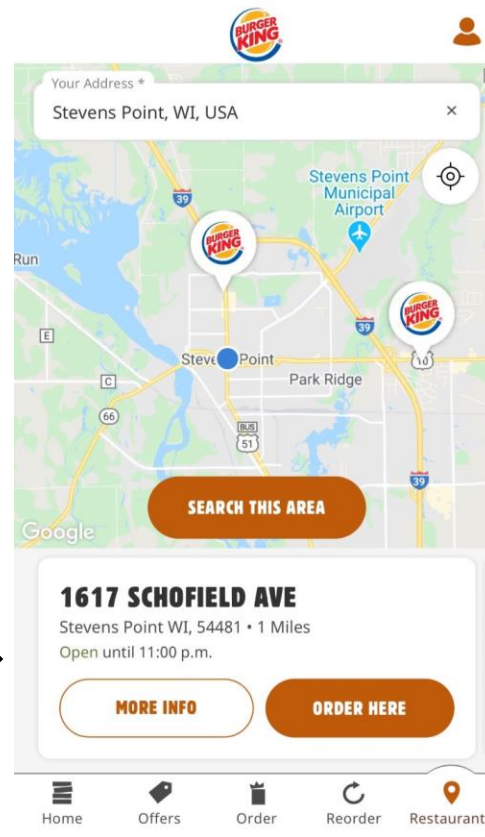 BURGER
KING
Your Address *
Stevens Point, WI, USA
×
Stevens Point
Municipal
Airport
39
BURGER
KING
Run
BURGER
KING
39
10
E
Steve Point
Park Ridge
C
66
BUS
51
39
SEARCH THIS AREA
Google
1617 SCHOFIELD AVE
Stevens Point WI, 54481 • 1 Miles
Open until 11:00 p.m.
MORE INFO
ORDER HERE
Home
Offers
Order
Reorder
Restaurant